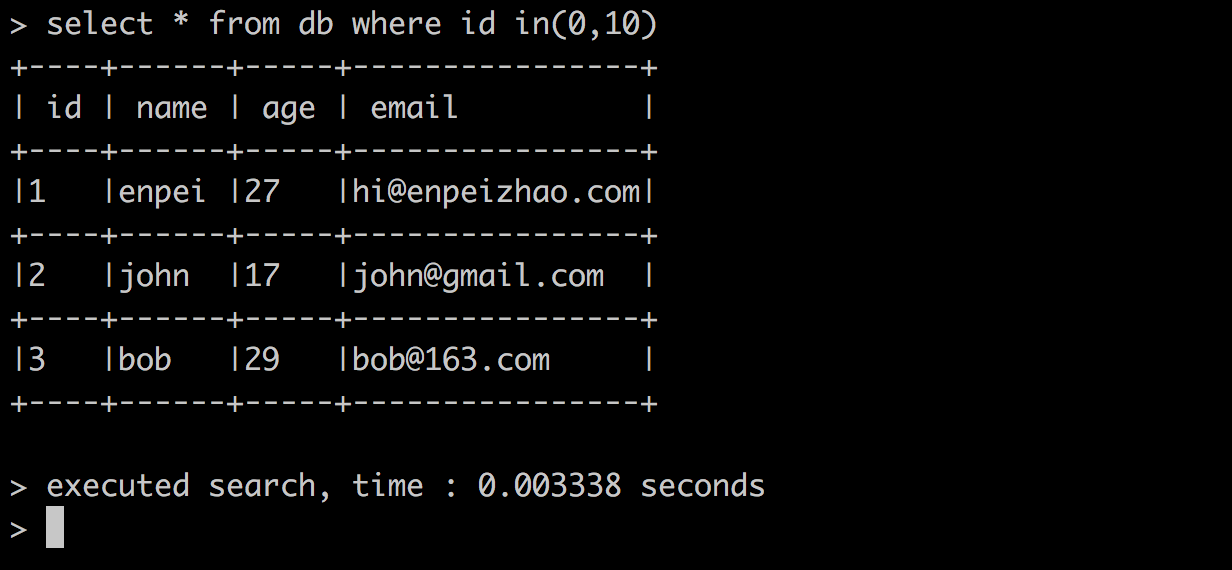 > select * from db where id in(0,10)
+----+------+-----+----------------+
| id | name | age | email          |
+----+------+-----+----------------+
|1   |enpei |27   |hi@enpeizhao.com|
+----+------+-----+----------------+
|2   |john  |17   |john@gmail.com  |
+----+------+-----+----------------+
|3   |bob   |29   |bob@163.com     |
+----+------+-----+----------------+
> executed search, time : 0.003338 seconds
>